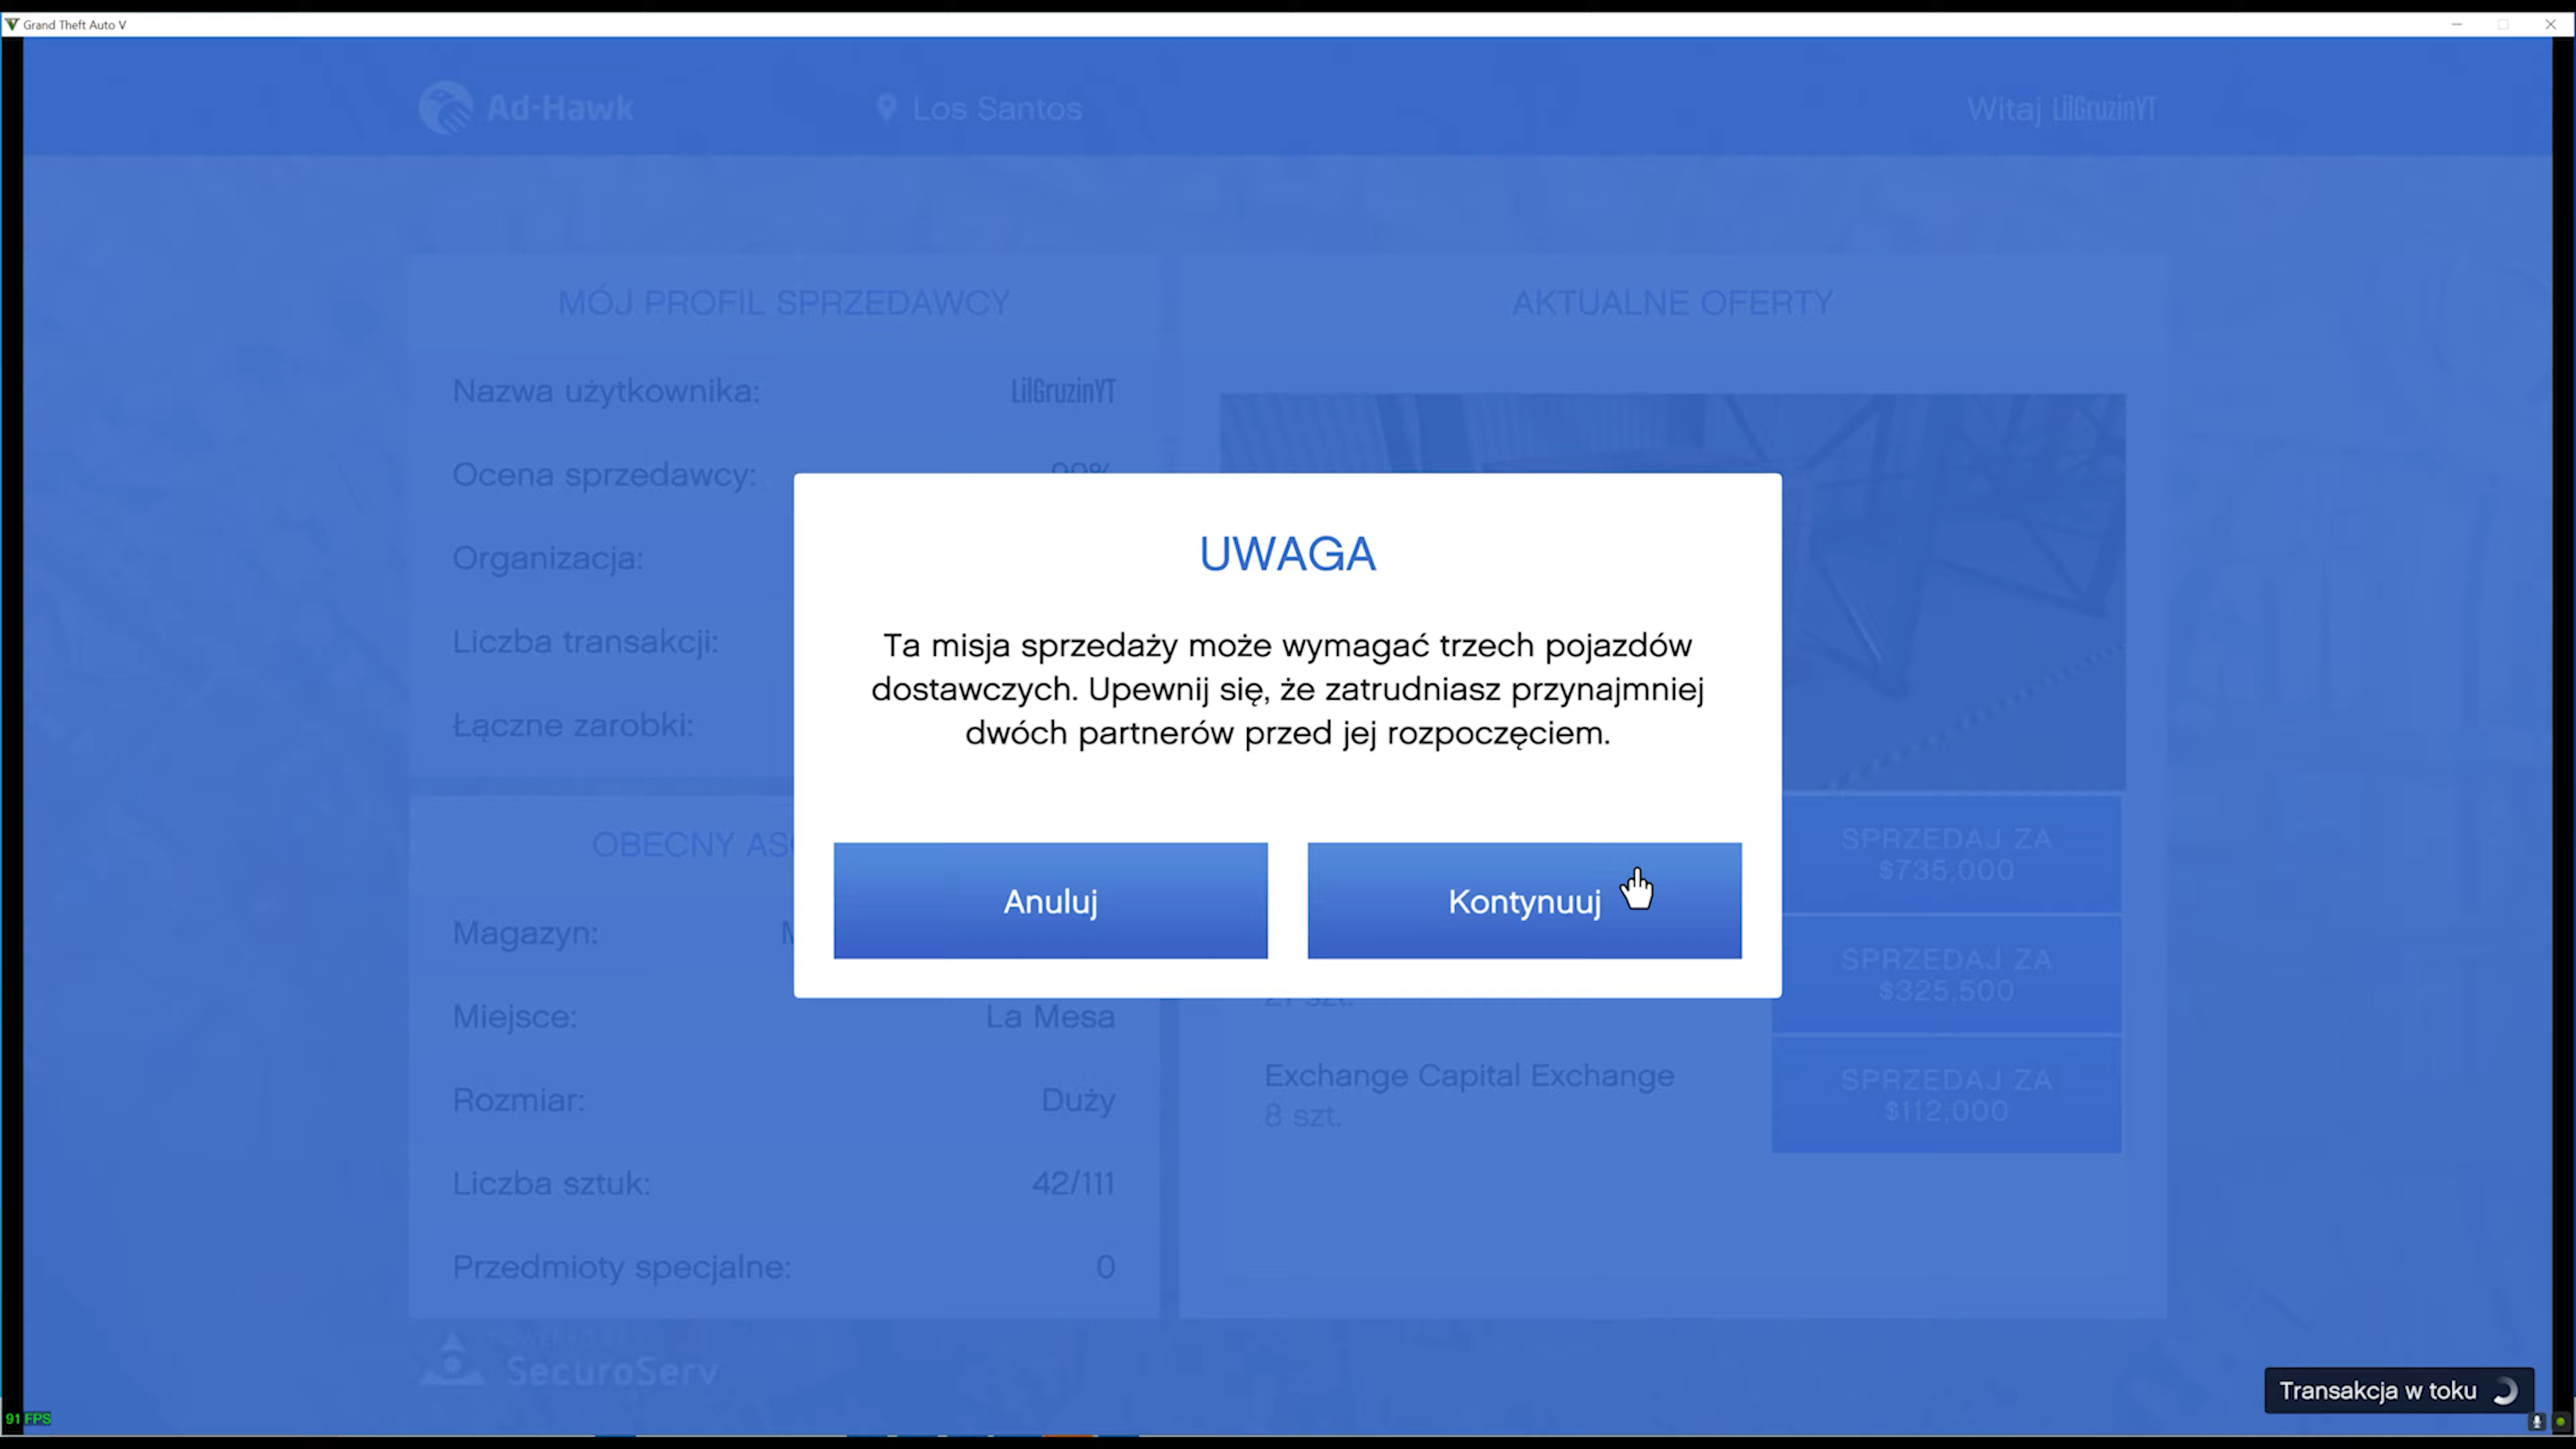 Grand Theft Auto V
Ad-Hawk
Los Santos
Witaj LilGruzinYT
MÓJ PROFIL SPRZEDAWCY
Nazwa użytkownika: LilGruzinYT
Ocena sprzedawcy: 99%
Organizacja:
Liczba transakcji:
Łączne zarobki:
AKTUALNE OFERTY
UWAGA
Ta misja sprzedaży może wymagać trzech pojazdów
dostawczych. Upewnij się, że zatrudniasz przynajmniej
dwóch partnerów przed jej rozpoczęciem.
Anuluj
Kontynuuj
OBECNY
Magazyn:
Miejsce: La Mesa
Rozmiar: Duży
Liczba sztuk: 42/111
Przedmioty specjalne: 0
SPRZEDAJ ZA
$735,000
21 szt.
SPRZEDAJ ZA
$325,500
Exchange Capital Exchange
8 szt.
SPRZEDAJ ZA
$112,000
SecuroServ
Transakcja w toku
91 FPS